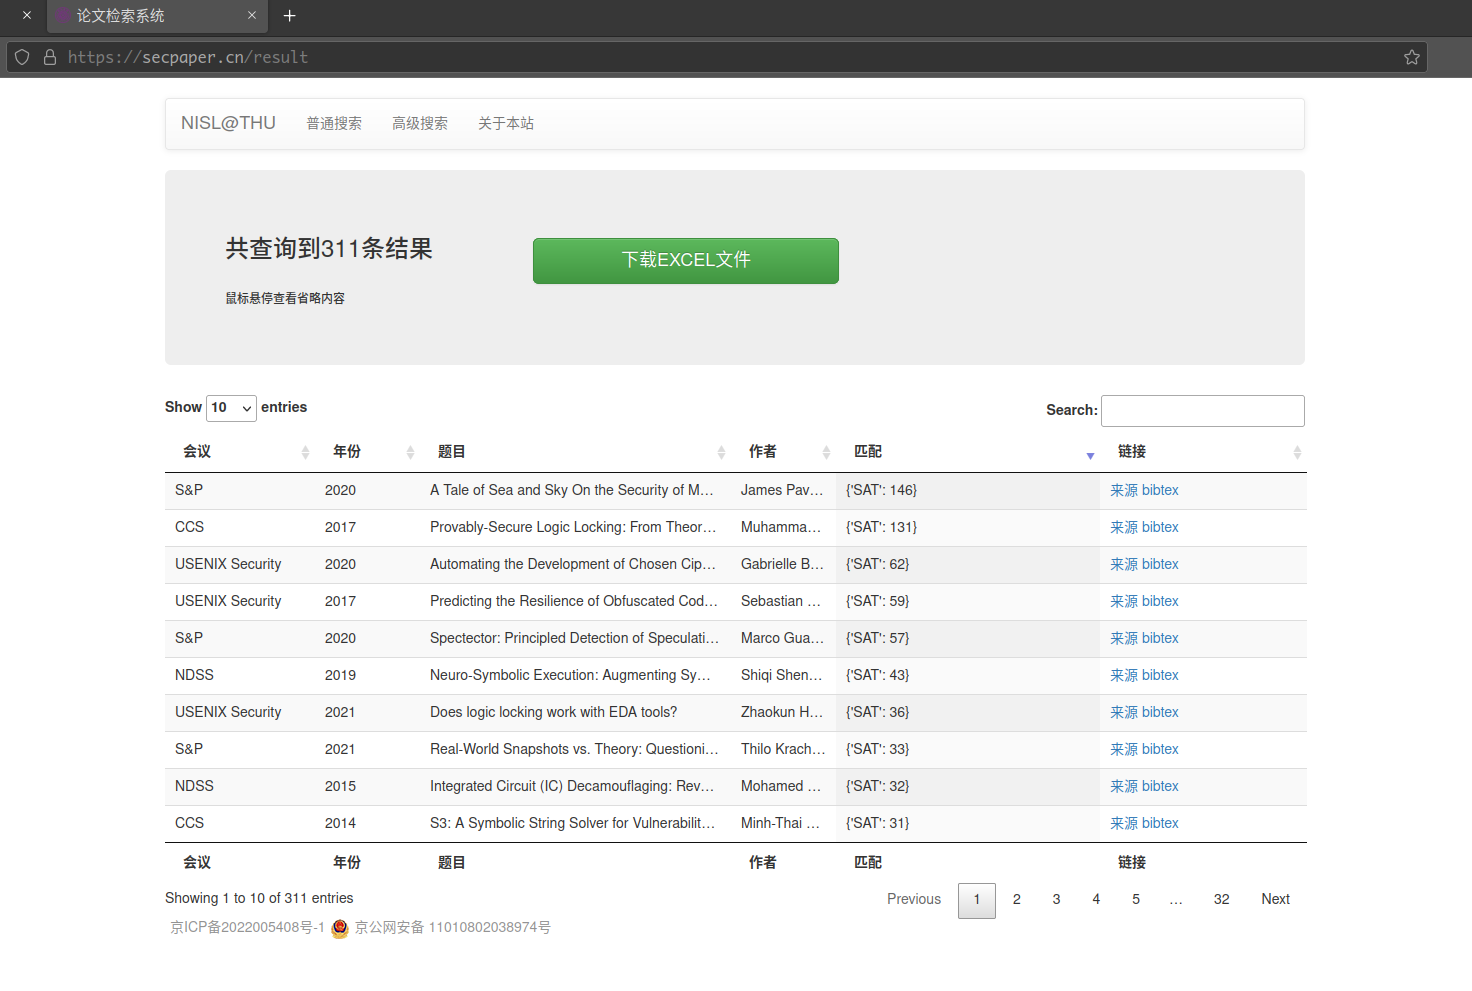 论文检索系统
https://secpaper.cn/result
NISL@THU 普通搜索 高级搜索 关于本站
共查询到311条结果
下载EXCEL文件
鼠标悬停查看省略内容
Show 10 entries
Search:
会议 年份 题目 作者 匹配 链接
S&P 2020 A Tale of Sea and Sky On the Security of M... James Pav... {'SAT': 146} 来源 bibtex
CCS 2017 Provably-Secure Logic Locking: From Theor... Muhamma... {'SAT': 131} 来源 bibtex
USENIX Security 2020 Automating the Development of Chosen Cip... Gabrielle B... {'SAT': 62} 来源 bibtex
USENIX Security 2017 Predicting the Resilience of Obfuscated Cod... Sebastian ... {'SAT': 59} 来源 bibtex
S&P 2020 Spectector: Principled Detection of Speculati... Marco Gua... {'SAT': 57} 来源 bibtex
NDSS 2019 Neuro-Symbolic Execution: Augmenting Sy... Shiqi Shen... {'SAT': 43} 来源 bibtex
USENIX Security 2021 Does logic locking work with EDA tools? Zhaokun H... {'SAT': 36} 来源 bibtex
S&P 2021 Real-World Snapshots vs. Theory: Questioni... Thilo Krach... {'SAT': 33} 来源 bibtex
NDSS 2015 Integrated Circuit (IC) Decamouflaging: Rev... Mohamed ... {'SAT': 32} 来源 bibtex
CCS 2014 S3: A Symbolic String Solver for Vulnerabilit... Minh-Thai ... {'SAT': 31} 来源 bibtex
会议 年份 题目 作者 匹配 链接
Showing 1 to 10 of 311 entries
Previous 1 2 3 4 5 … 32 Next
京ICP备2022005408号-1 京公网安备 11010802038974号